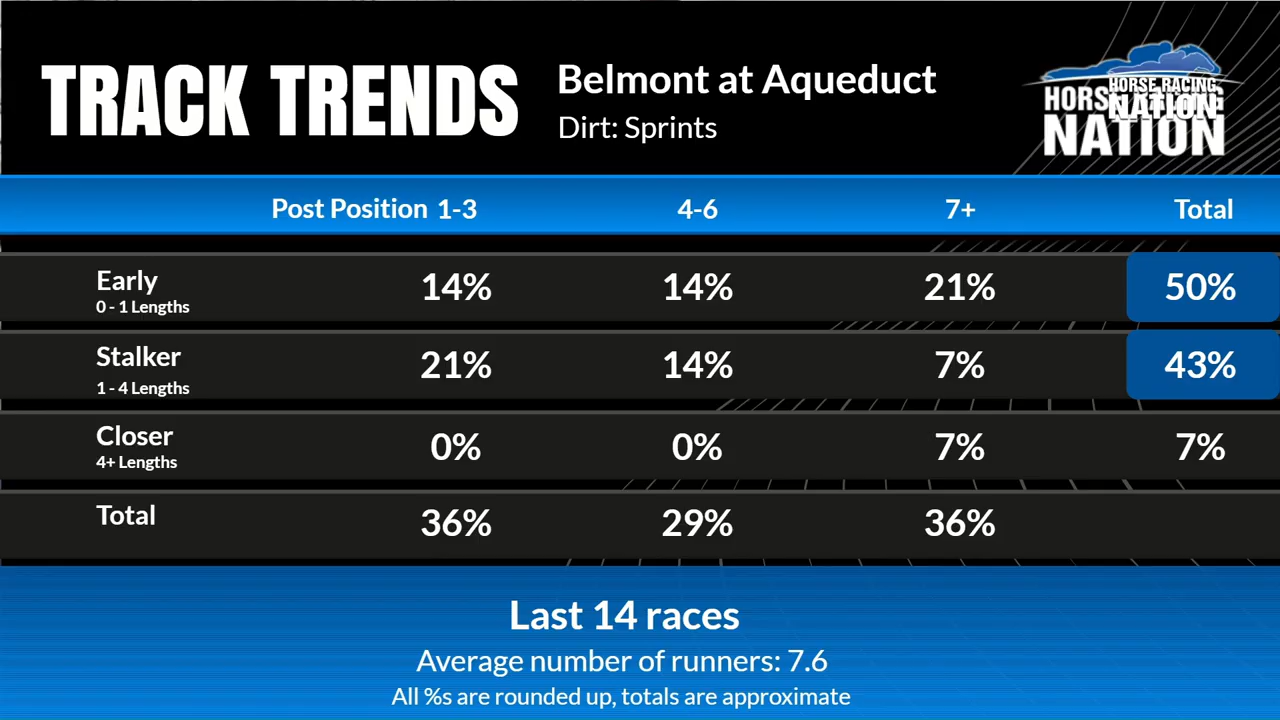 TRACK TRENDS
Belmont at Aqueduct
Dirt: Sprints
HORSE RACING
NATION
NATION
Post Position 1-3 4-6 7+ Total
Early 14% 14% 21% 50%
0 - 1 Lengths
Stalker 21% 14% 7% 43%
1 - 4 Lengths
Closer 0% 0% 7% 7%
4+ Lengths
Total 36% 29% 36%
Last 14 races
Average number of runners: 7.6
All %s are rounded up, totals are approximate